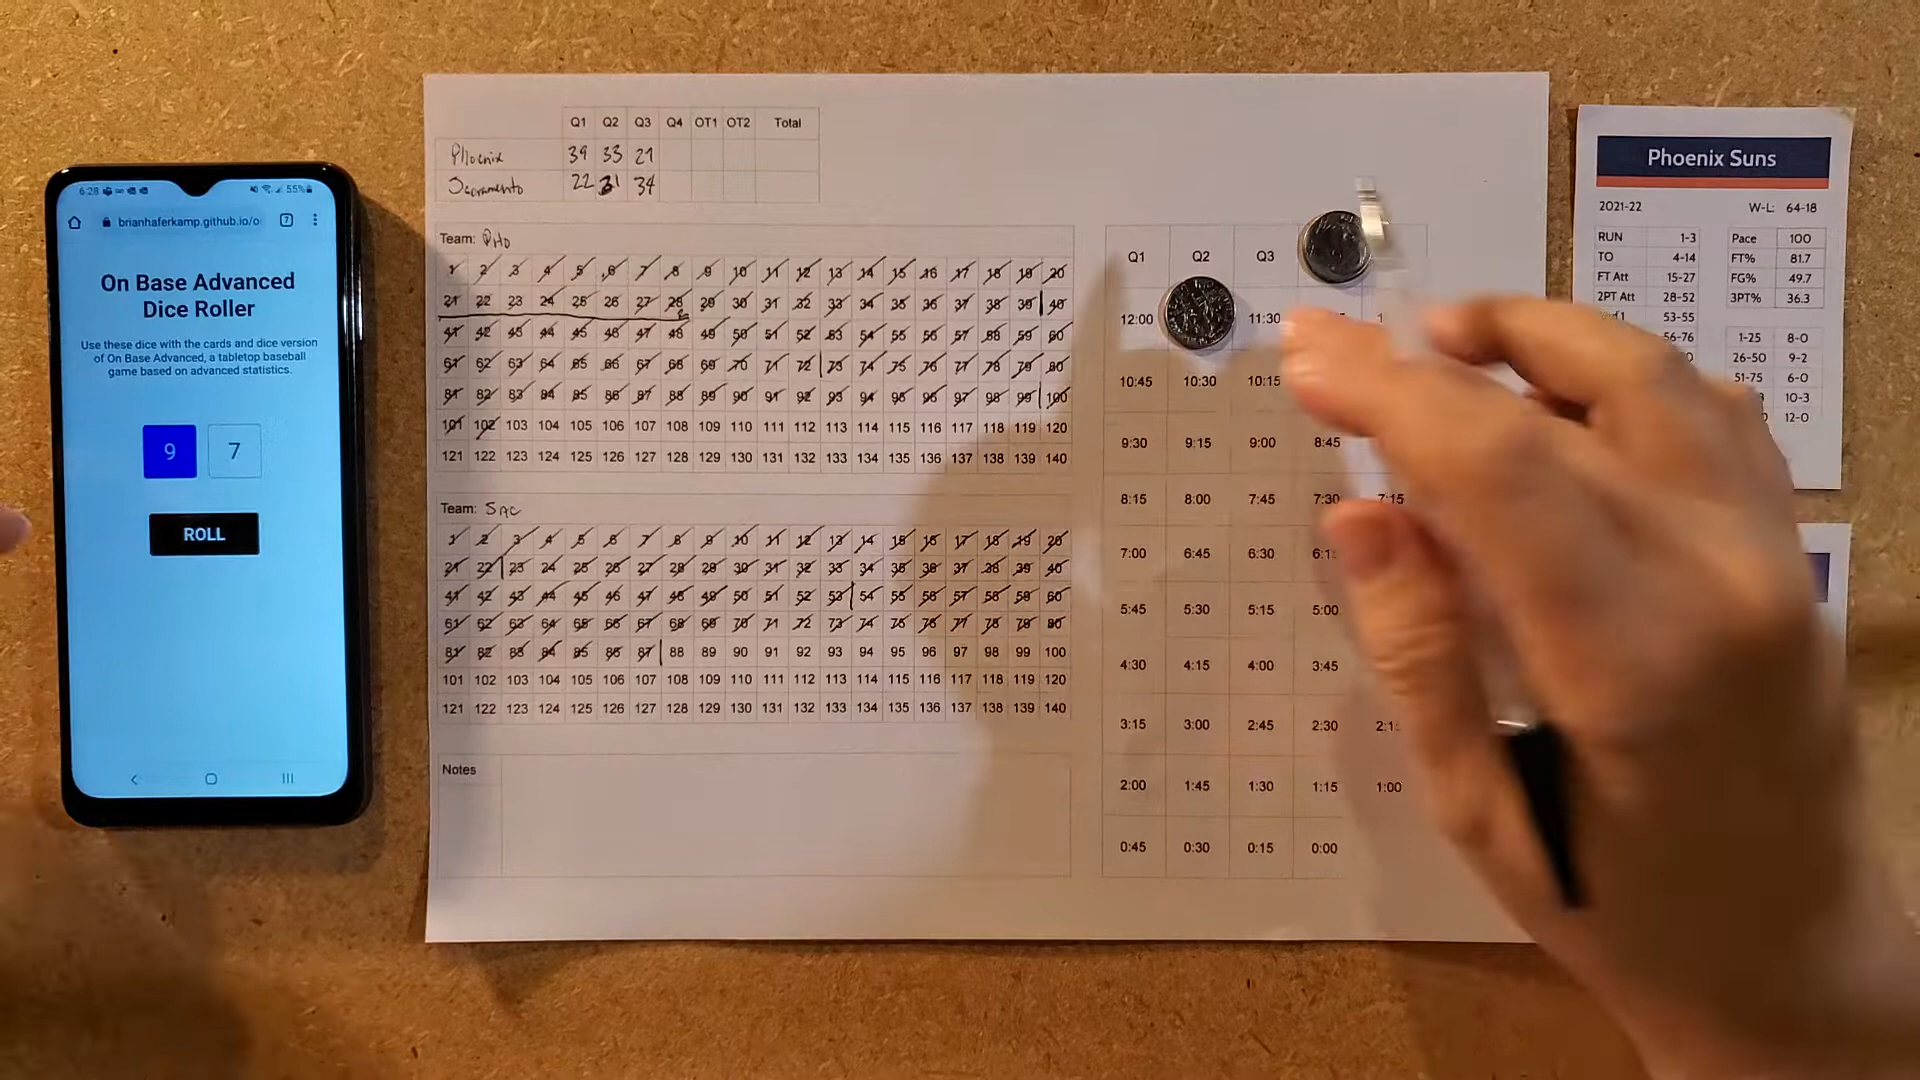 6:28 55%
brianhaferkamp.github.io/o 7
On Base Advanced
Dice Roller
Use these dice with the cards and dice version
of On Base Advanced, a tabletop baseball
game based on advanced statistics.
9 7
ROLL
Q1 Q2 Q3 Q4 OT1 OT2 Total
Phoenix 39 33 27
Sacramento 22 31 34
Team: PHO
1 2 3 4 5 6 7 8 9 10 11 12 13 14 15 16 17 18 19 20
21 22 23 24 25 26 27 28 29 30 31 32 33 34 35 36 37 38 39 40
41 42 43 44 45 46 47 48 49 50 51 52 53 54 55 56 57 58 59 60
61 62 63 64 65 66 67 68 69 70 71 72 73 74 75 76 77 78 79 80
81 82 83 84 85 86 87 88 89 90 91 92 93 94 95 96 97 98 99 100
101 102 103 104 105 106 107 108 109 110 111 112 113 114 115 116 117 118 119 120
121 122 123 124 125 126 127 128 129 130 131 132 133 134 135 136 137 138 139 140
Team: SAC
1 2 3 4 5 6 7 8 9 10 11 12 13 14 15 16 17 18 19 20
21 22 23 24 25 26 27 28 29 30 31 32 33 34 35 36 37 38 39 40
41 42 43 44 45 46 47 48 49 50 51 52 53 54 55 56 57 58 59 60
61 62 63 64 65 66 67 68 69 70 71 72 73 74 75 76 77 78 79 80
81 82 83 84 85 86 87 88 89 90 91 92 93 94 95 96 97 98 99 100
101 102 103 104 105 106 107 108 109 110 111 112 113 114 115 116 117 118 119 120
121 122 123 124 125 126 127 128 129 130 131 132 133 134 135 136 137 138 139 140
Notes
Q1 Q2 Q3
12:00 11:30
10:45 10:30 10:15
9:30 9:15 9:00 8:45
8:15 8:00 7:45 7:30 7:15
7:00 6:45 6:30
5:45 5:30 5:15 5:00
4:30 4:15 4:00 3:45
3:15 3:00 2:45 2:30
2:00 1:45 1:30 1:15 1:00
0:45 0:30 0:15 0:00
Phoenix Suns
2021-22 W-L: 64-18
RUN 1-3 Pace 100
TO 4-14 FT% 81.7
FT Att 15-27 FG% 49.7
2PT Att 28-52 3PT% 36.3
53-55
56-76 1-25 8-0
26-50 9-2
51-75 6-0
10-3
12-0